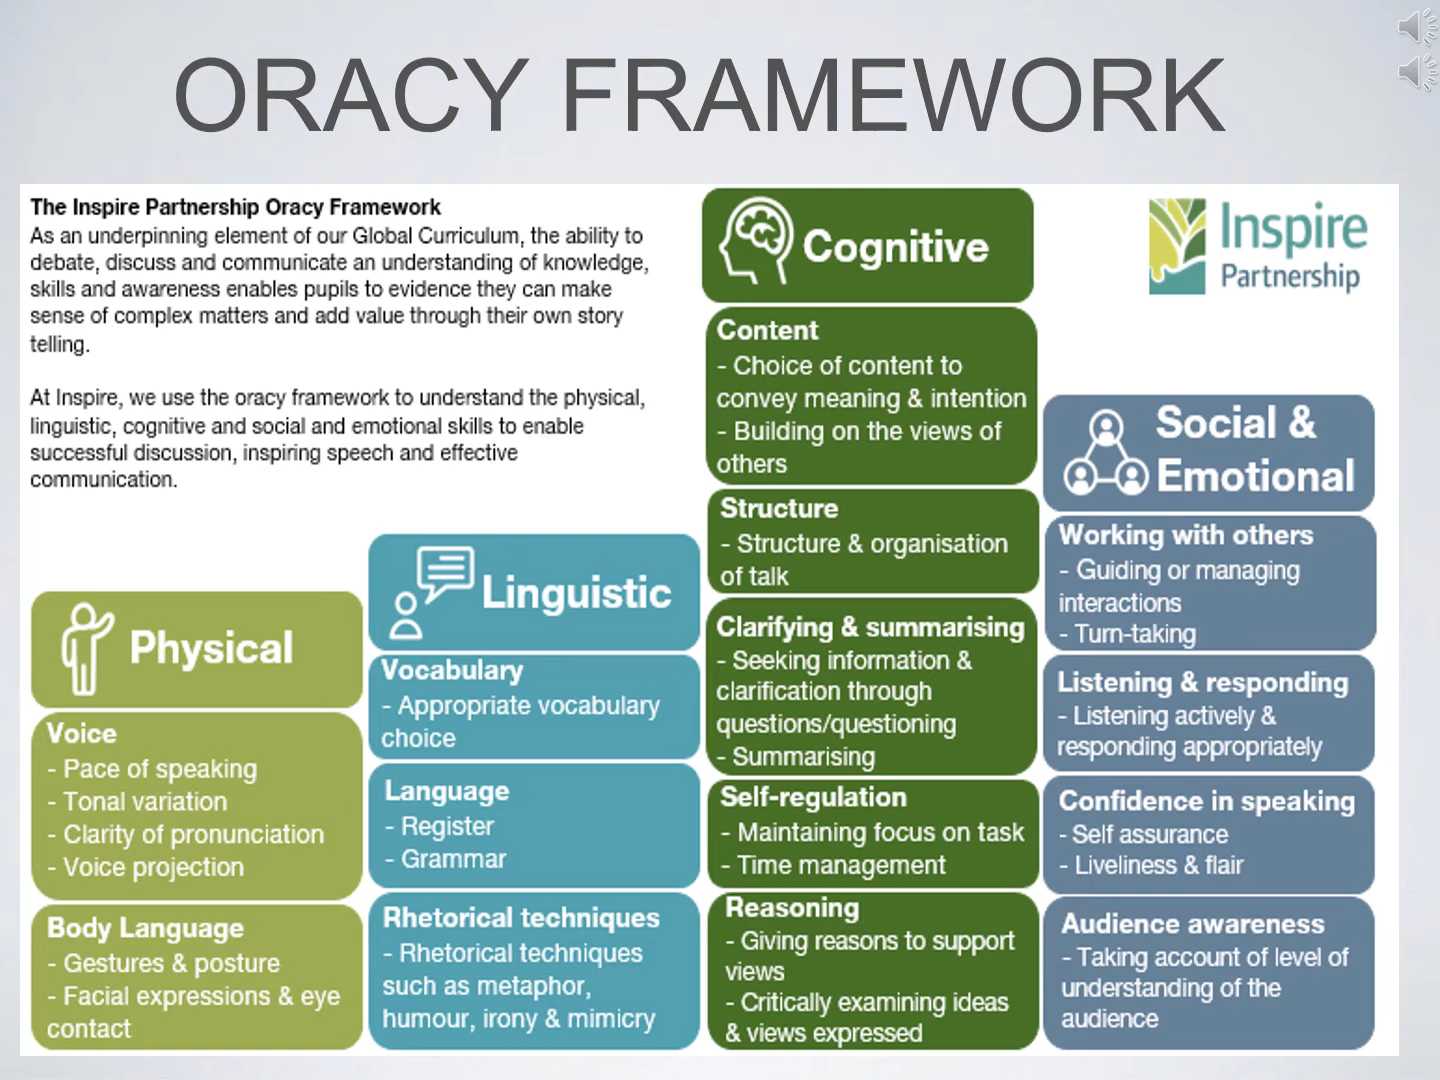 ORACY FRAMEWORK
The Inspire Partnership Oracy Framework
As an underpinning element of our Global Curriculum, the ability to
debate, discuss and communicate an understanding of knowledge,
skills and awareness enables pupils to evidence they can make
sense of complex matters and add value through their own story
telling.
At Inspire, we use the oracy framework to understand the physical,
linguistic, cognitive and social and emotional skills to enable
successful discussion, inspiring speech and effective
communication.
Inspire
Partnership
Physical
Voice
- Pace of speaking
- Tonal variation
- Clarity of pronunciation
- Voice projection
Body Language
- Gestures & posture
- Facial expressions & eye
contact
Linguistic
Vocabulary
- Appropriate vocabulary
choice
Language
- Register
- Grammar
Rhetorical techniques
- Rhetorical techniques
such as metaphor,
humour, irony & mimicry
Cognitive
Content
- Choice of content to
convey meaning & intention
- Building on the views of
others
Structure
- Structure & organisation
of talk
Clarifying & summarising
- Seeking information &
clarification through
questions/questioning
- Summarising
Self-regulation
- Maintaining focus on task
- Time management
Reasoning
- Giving reasons to support
views
- Critically examining ideas
& views expressed
Social &
Emotional
Working with others
- Guiding or managing
interactions
- Turn-taking
Listening & responding
- Listening actively &
responding appropriately
Confidence in speaking
- Self assurance
- Liveliness & flair
Audience awareness
- Taking account of level of
understanding of the
audience